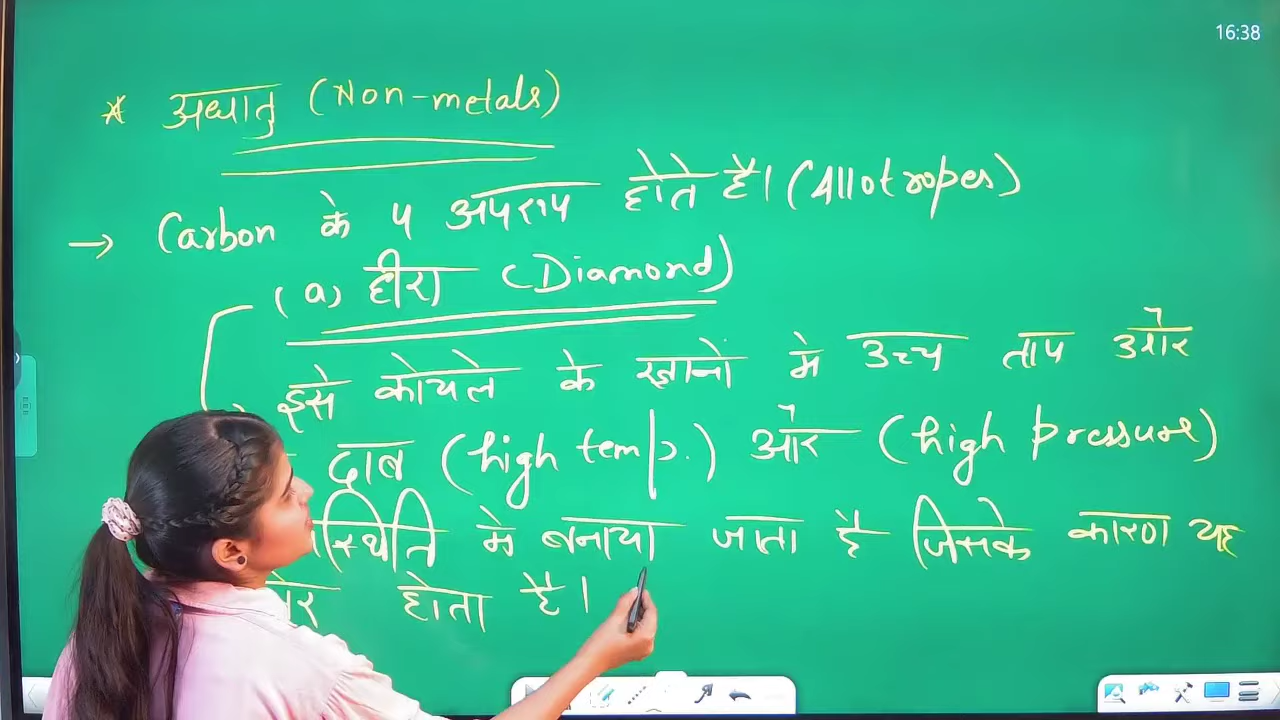 16:38
* अधातु (Non-metals)
→ Carbon के 4 अपरूप होते है। (Allotropes)
(a) हीरा (Diamond)
इसे कोयले के खानों मे उच्च ताप और
दाब (high temp.) और (high pressure)
स्थिति मे बनाया जाता है जिसके कारण यह
होता है।